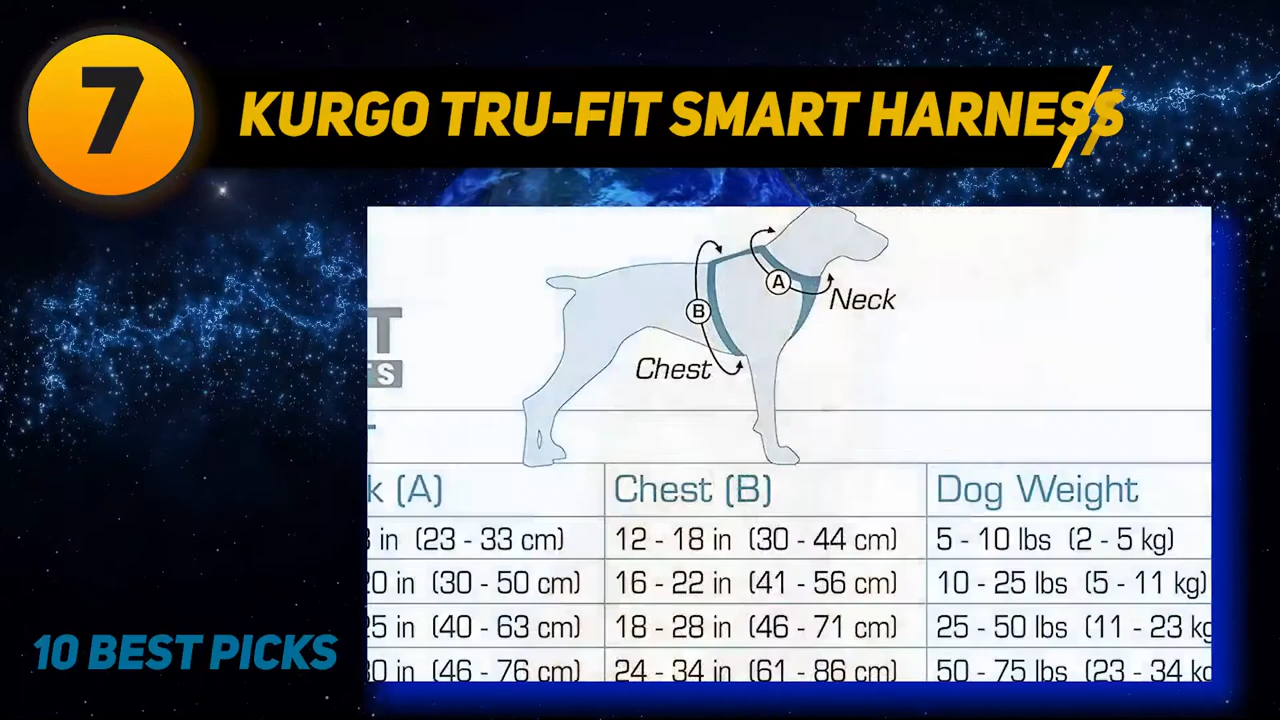 7
KURGO TRU-FIT SMART HARNESS
A
Neck
B
Chest
T
S
k (A) Chest (B) Dog Weight
in (23 - 33 cm) 12 - 18 in (30 - 44 cm) 5 - 10 lbs (2 - 5 kg)
20 in (30 - 50 cm) 16 - 22 in (41 - 56 cm) 10 - 25 lbs (5 - 11 kg)
25 in (40 - 63 cm) 18 - 28 in (46 - 71 cm) 25 - 50 lbs (11 - 23 kg
30 in (46 - 76 cm) 24 - 34 in (61 - 86 cm) 50 - 75 lbs (23 - 34 kg
10 BEST PICKS